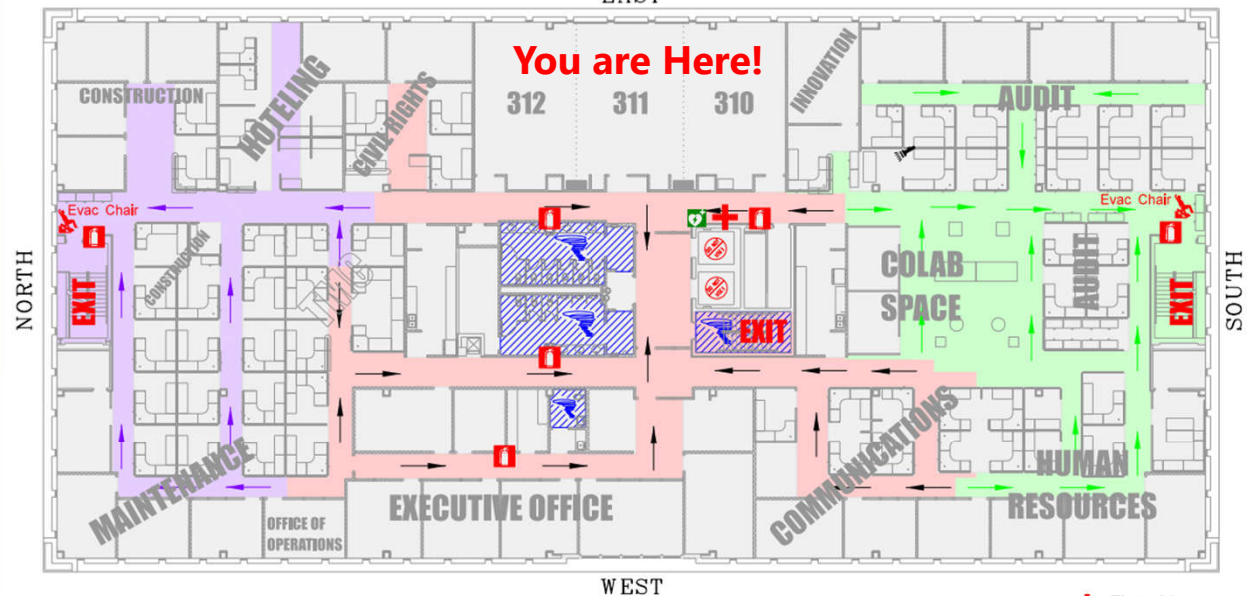 EAST
You are Here!
CONSTRUCTION
HOTELING
CIVIL RIGHTS
312
311
310
INNOVATION
AUDIT
Evac Chair
Evac Chair
NORTH
EXIT
CONSTRUCTION
EXIT
COLAB
SPACE
AUDIT
EXIT
SOUTH
MAINTENANCE
OFFICE OF
OPERATIONS
EXECUTIVE OFFICE
COMMUNICATIONS
HUMAN
RESOURCES
WEST